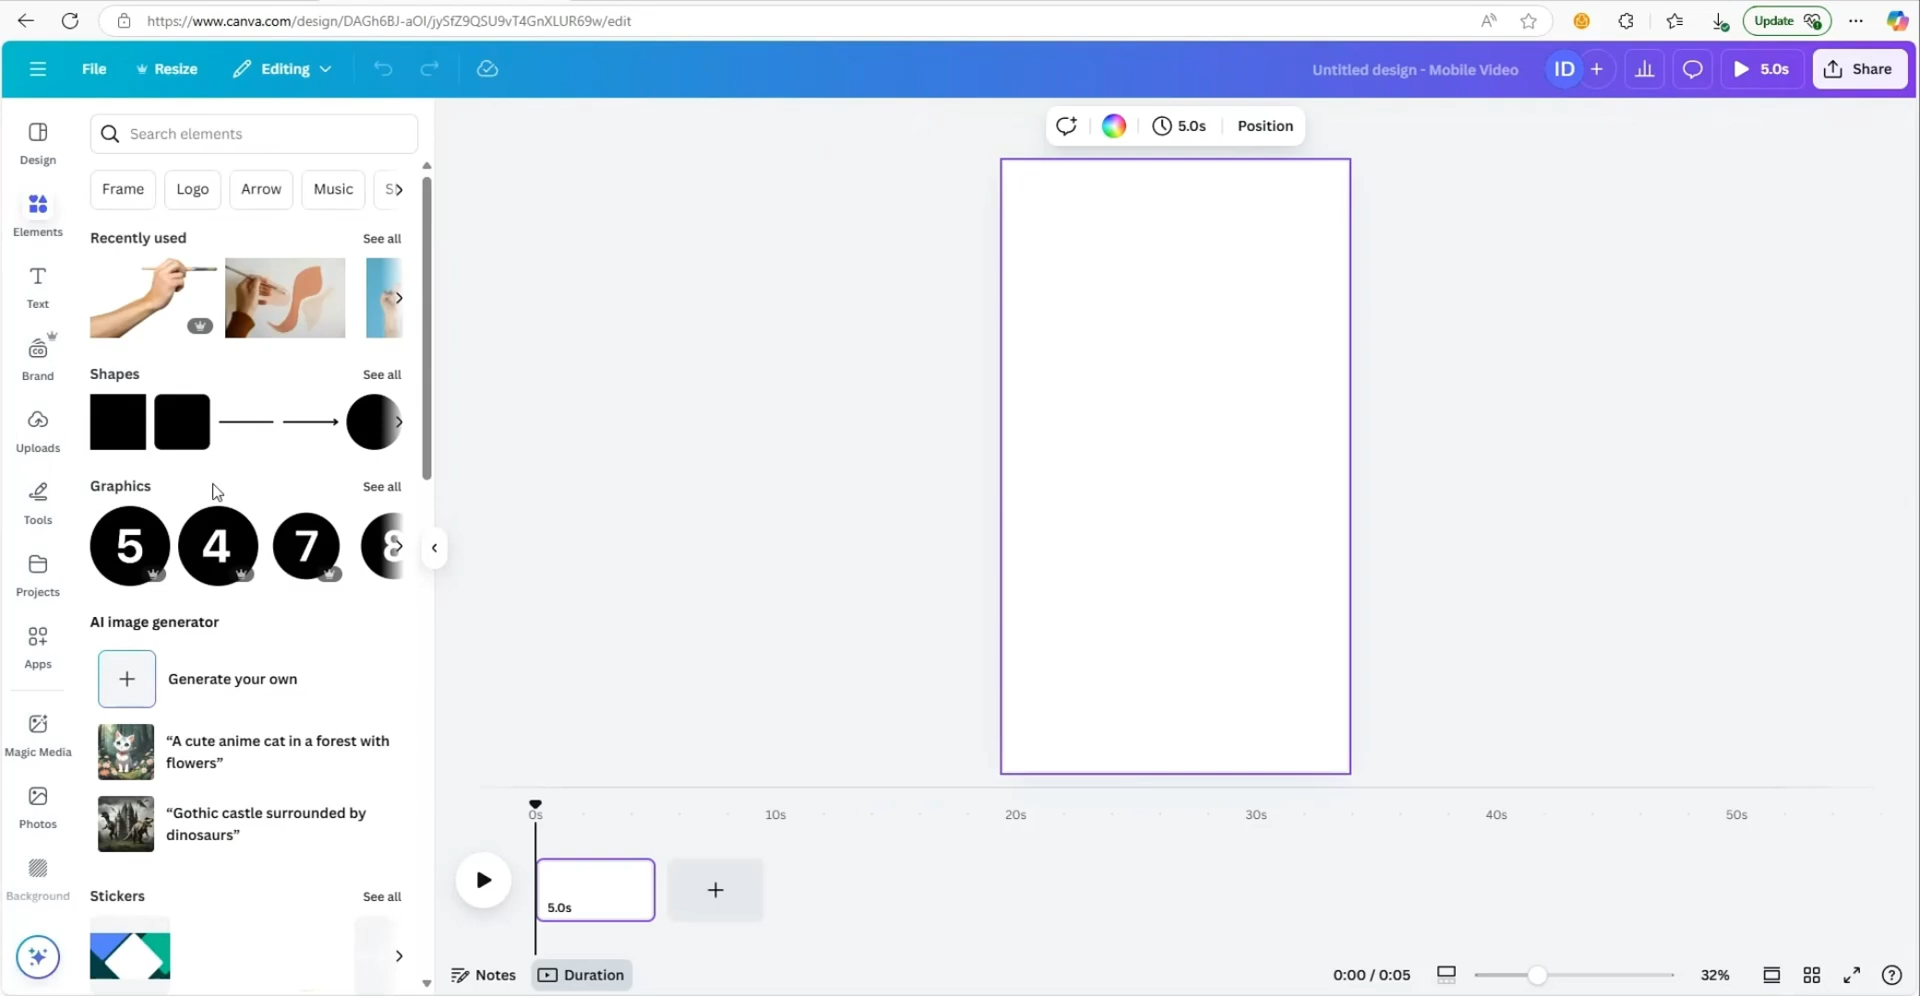 https://www.canva.com/design/DAGh6BJ-aOI/jySfZ9QSU9vT4GnXLUR69w/edit
Update
File
Resize
Editing
Untitled design - Mobile Video
ID
5.0s
Share
Design
Elements
Text
Brand
Uploads
Tools
Projects
Apps
Magic Media
Photos
Background
Search elements
Frame
Logo
Arrow
Music
Recently used
See all
Shapes
See all
Graphics
See all
5
4
7
8
AI image generator
Generate your own
“A cute anime cat in a forest with
flowers”
“Gothic castle surrounded by
dinosaurs”
Stickers
See all
5.0s
Position
0s
10s
20s
30s
40s
50s
5.0s
Notes
Duration
0:00 / 0:05
32%